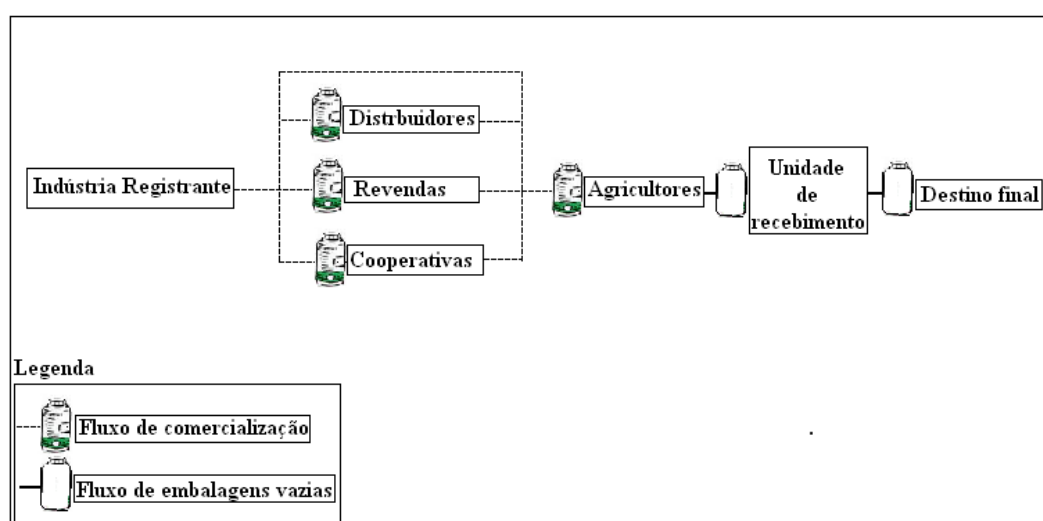 Distrbuidores
Indústria Registrante
Revendas
Cooperativas
Agricultores
Unidade
de
recebimento
Destino final
Legenda
Fluxo de comercialização
Fluxo de embalagens vazias